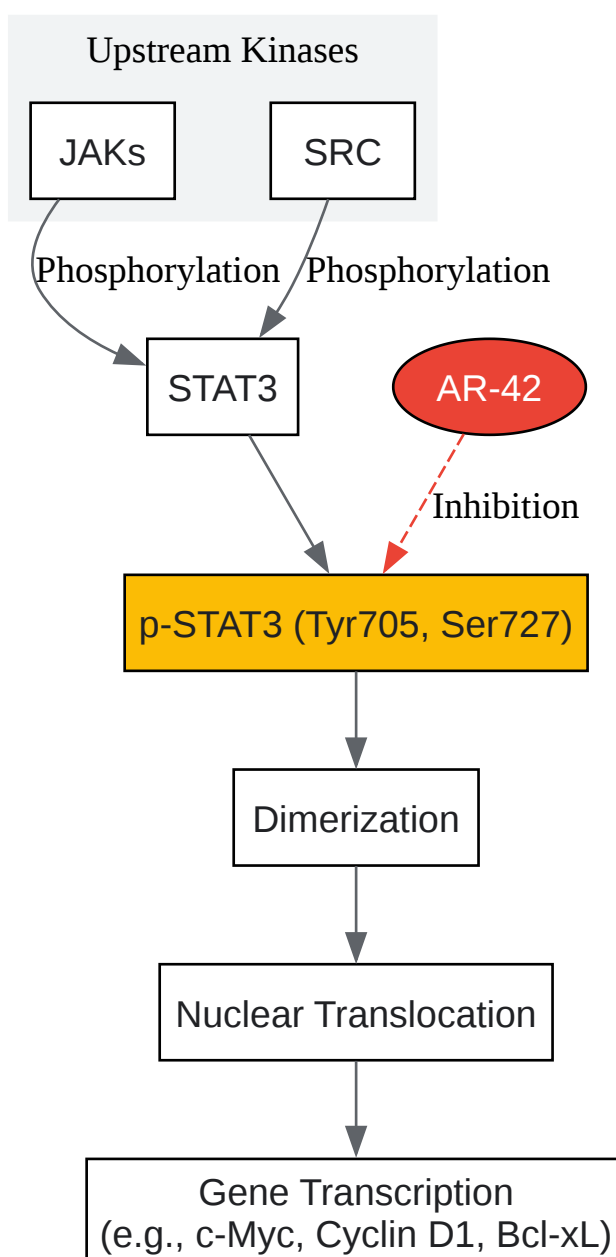 Upstream Kinases
JAKs
SRC
Phosphorylation
Phosphorylation
STAT3
AR-42
Inhibition
p-STAT3 (Tyr705, Ser727)
Dimerization
Nuclear Translocation
Gene Transcription
(e.g., c-Myc, Cyclin D1, Bcl-xL)